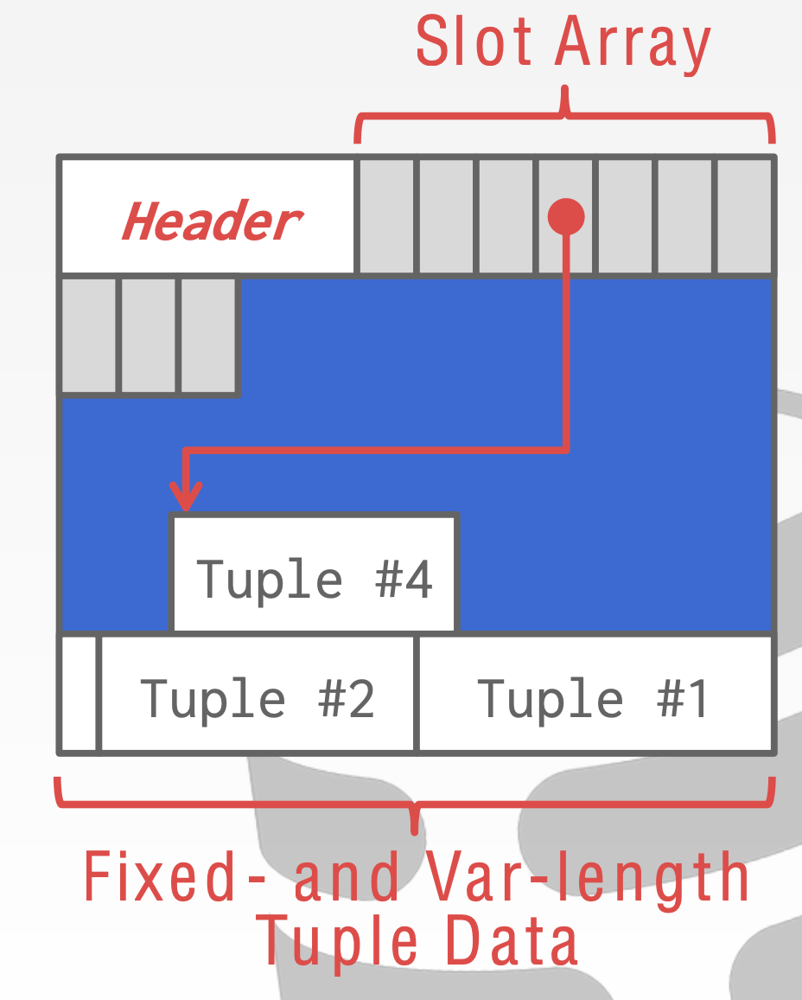 Slot Array
Header
Tuple #4
Tuple #2
Tuple #1
Fixed- and Var-length
Tuple Data